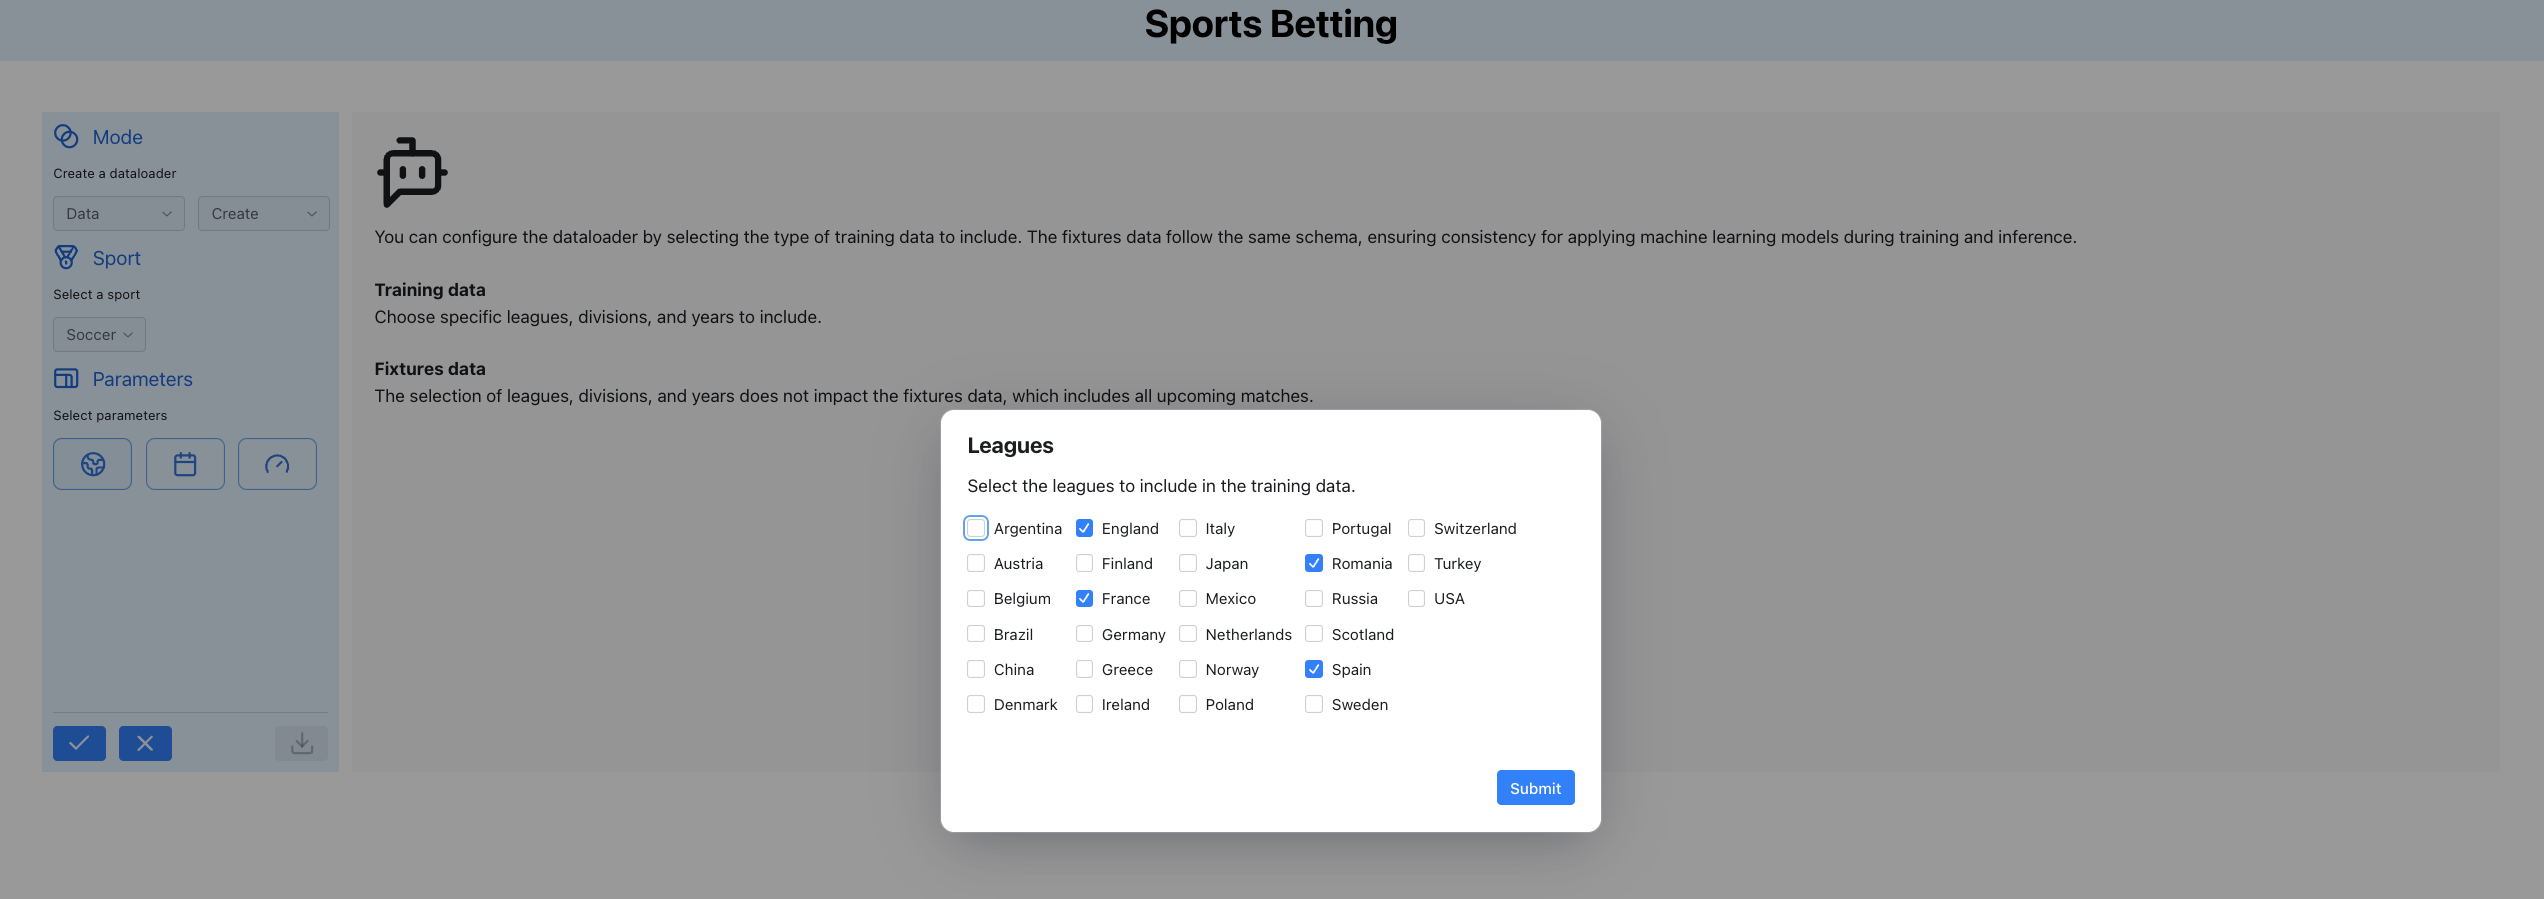 Sports Betting
Mode
Create a dataloader
Data
Create
Sport
Select a sport
Soccer
Parameters
Select parameters
You can configure the dataloader by selecting the type of training data to include. The fixtures data follow the same schema, ensuring consistency for applying machine learning models during training and inference.
Training data
Choose specific leagues, divisions, and years to include.
Fixtures data
The selection of leagues, divisions, and years does not impact the fixtures data, which includes all upcoming matches.
Leagues
Select the leagues to include in the training data.
Argentina England Italy Portugal Switzerland
Austria Finland Japan Romania Turkey
Belgium France Mexico Russia USA
Brazil Germany Netherlands Scotland
China Greece Norway Spain
Denmark Ireland Poland Sweden
Submit